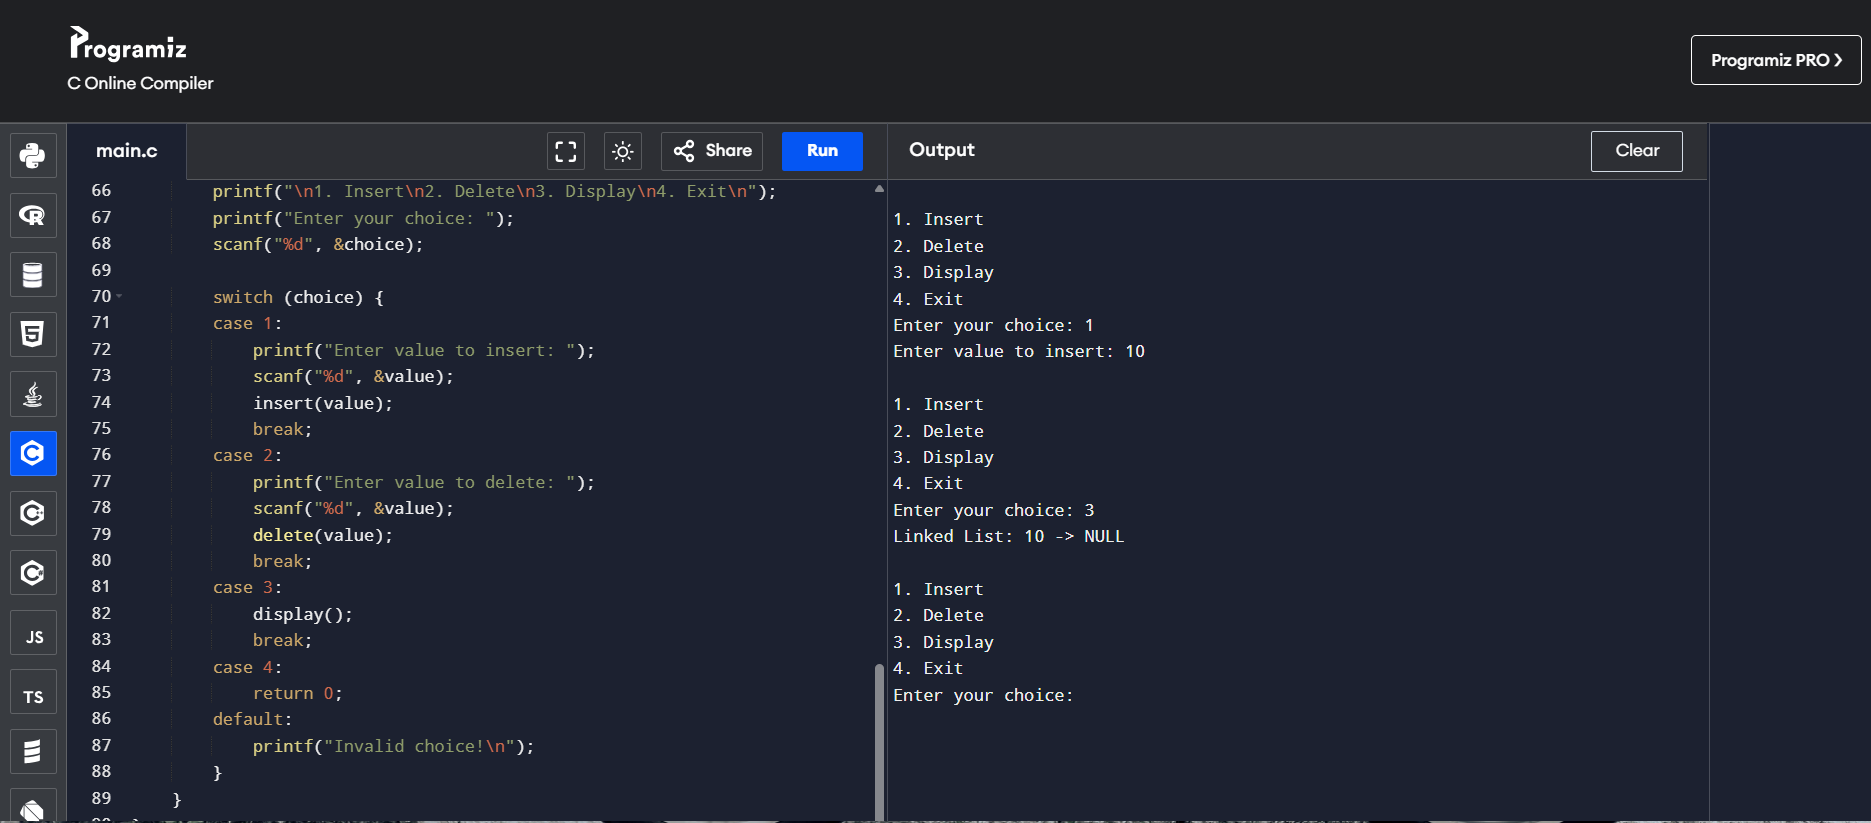 Programiz
C Online Compiler
Programiz PRO
main.c
Share
Run
Output
Clear
66 printf("\n1. Insert\n2. Delete\n3. Display\n4. Exit\n");
67 printf("Enter your choice: ");
68 scanf("%d", &choice);
69
70 switch (choice) {
71 case 1:
72 printf("Enter value to insert: ");
73 scanf("%d", &value);
74 insert(value);
75 break;
76 case 2:
77 printf("Enter value to delete: ");
78 scanf("%d", &value);
79 delete(value);
80 break;
81 case 3:
82 display();
83 break;
84 case 4:
85 return 0;
86 default:
87 printf("Invalid choice!\n");
88 }
89 }
1. Insert
2. Delete
3. Display
4. Exit
Enter your choice: 1
Enter value to insert: 10
1. Insert
2. Delete
3. Display
4. Exit
Enter your choice: 3
Linked List: 10 -> NULL
1. Insert
2. Delete
3. Display
4. Exit
Enter your choice:
R
5
C
C
C
JS
TS